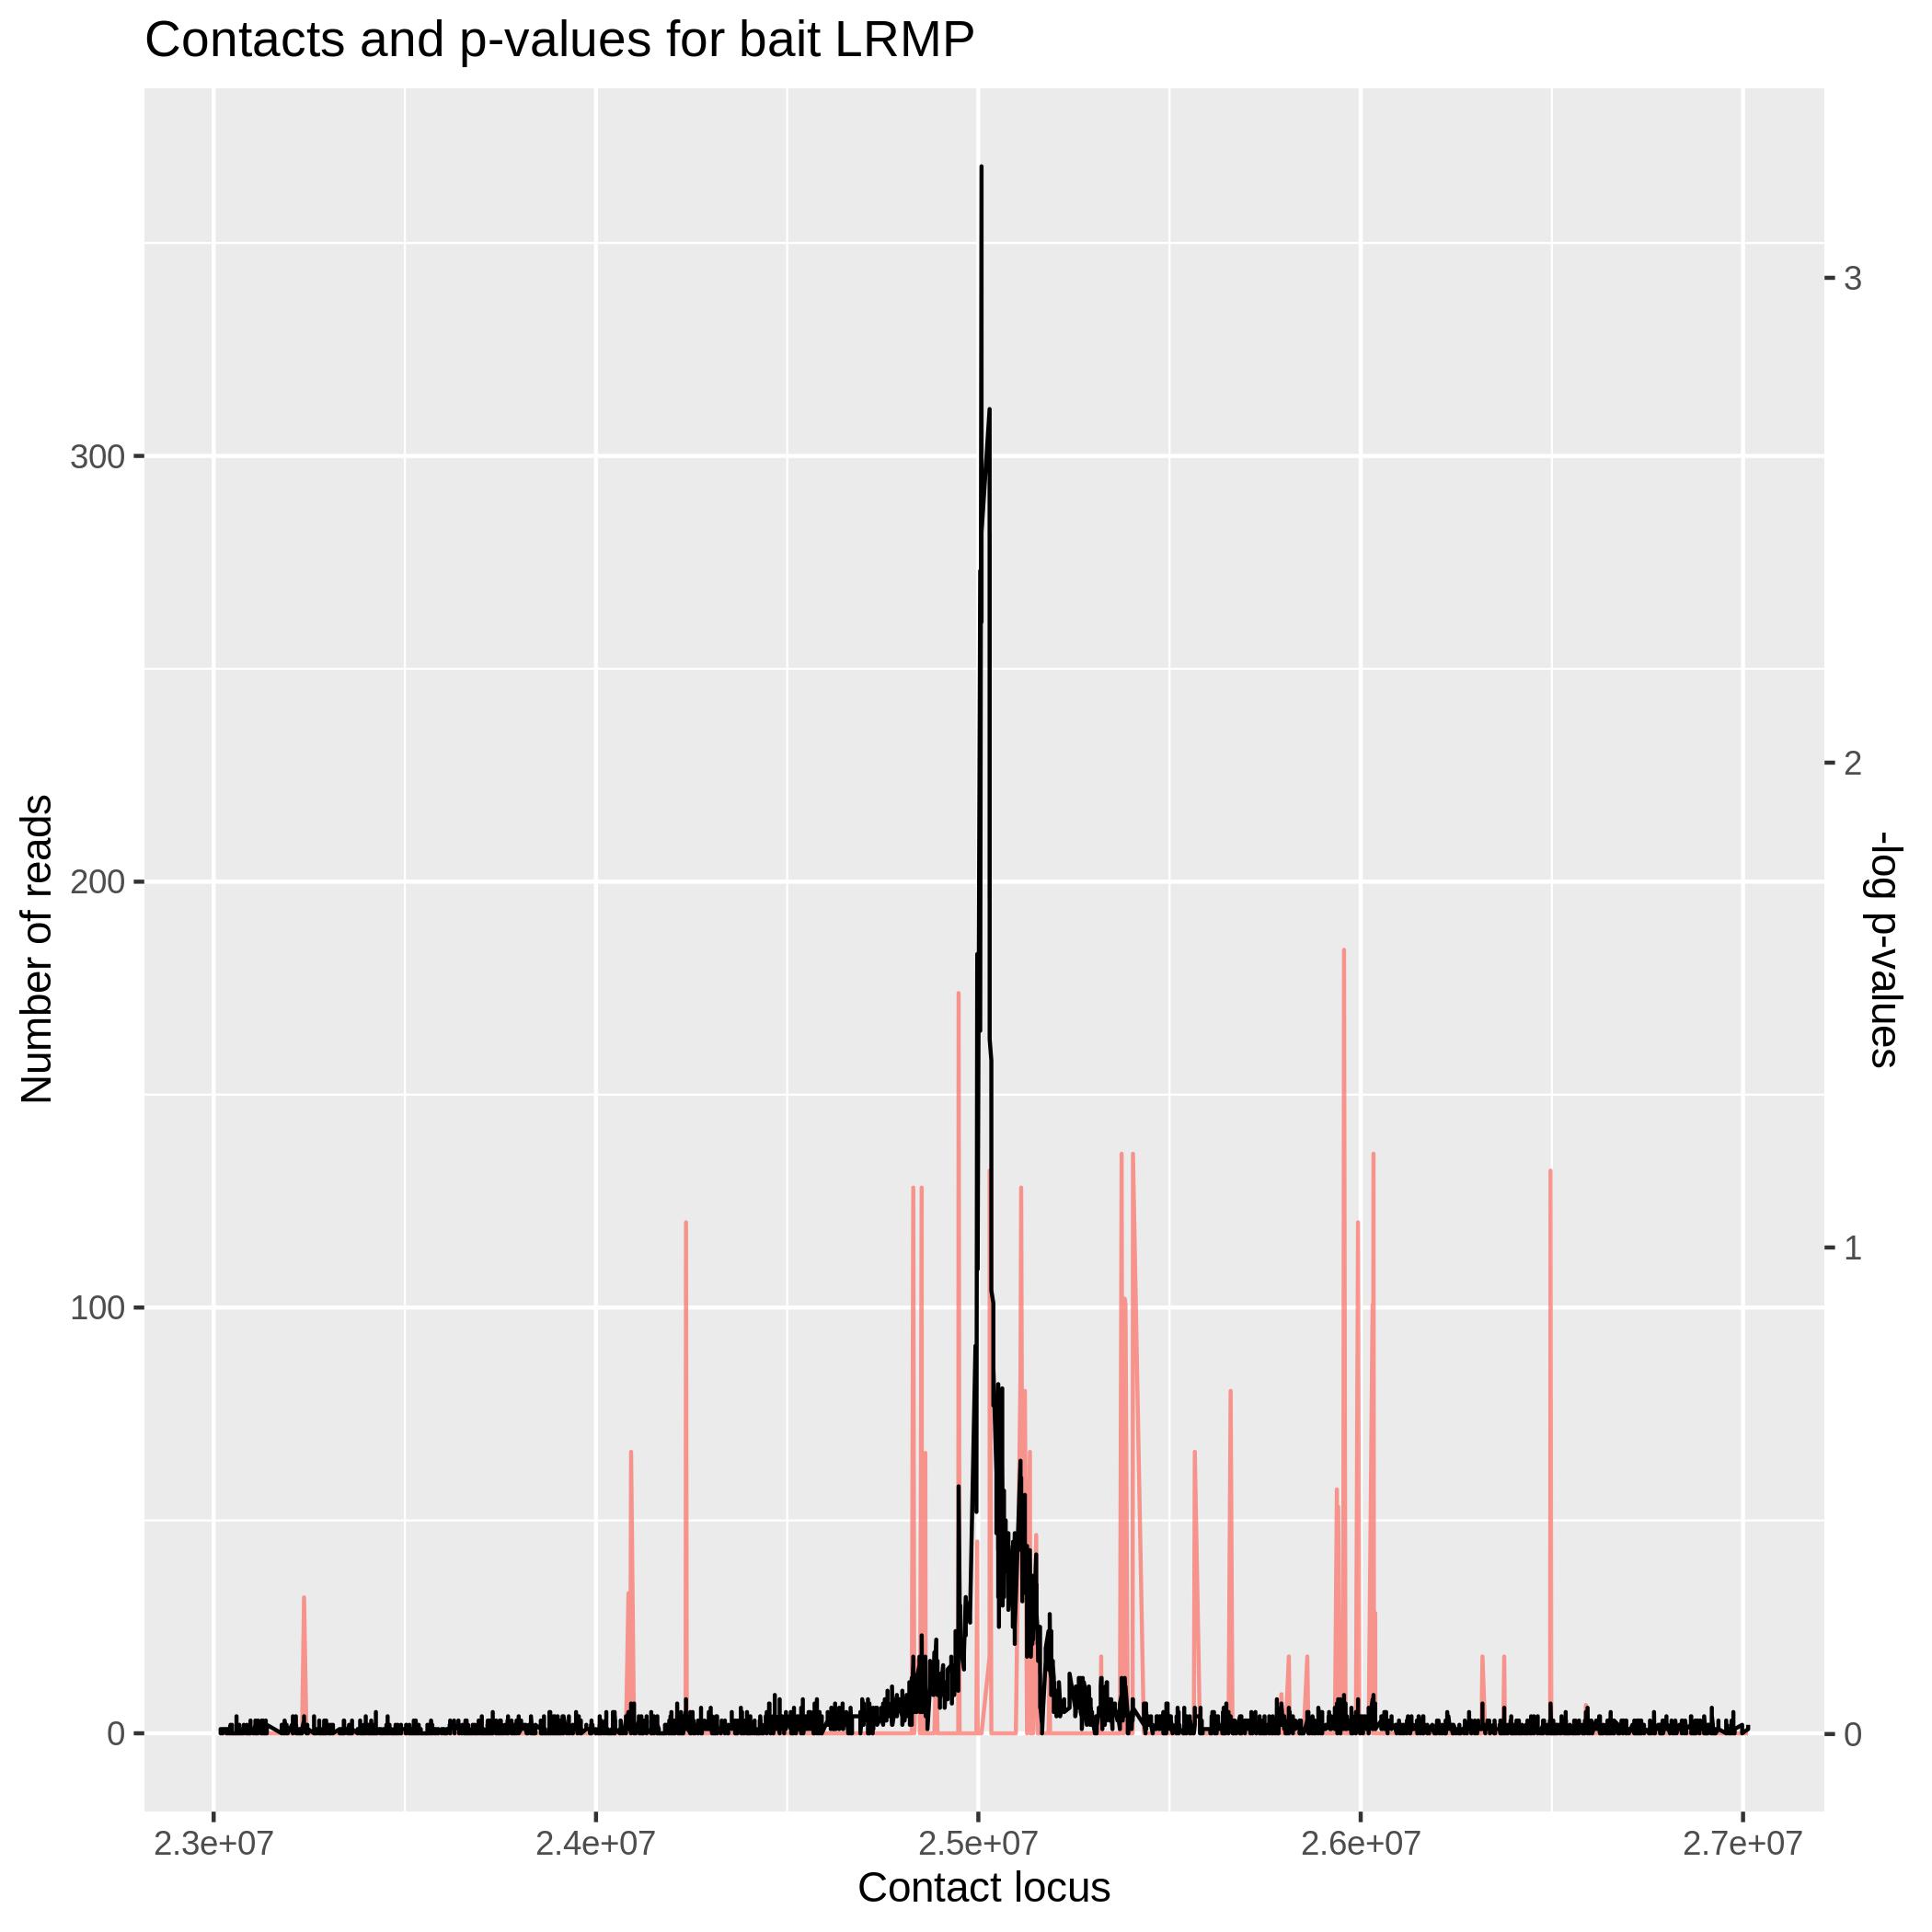 Contacts and p-values for bait LRMP
Number of reads
300
200
100
0
3
2
1
0
-log p-values
2.3e+07
2.4e+07
2.5e+07
2.6e+07
2.7e+07
Contact locus